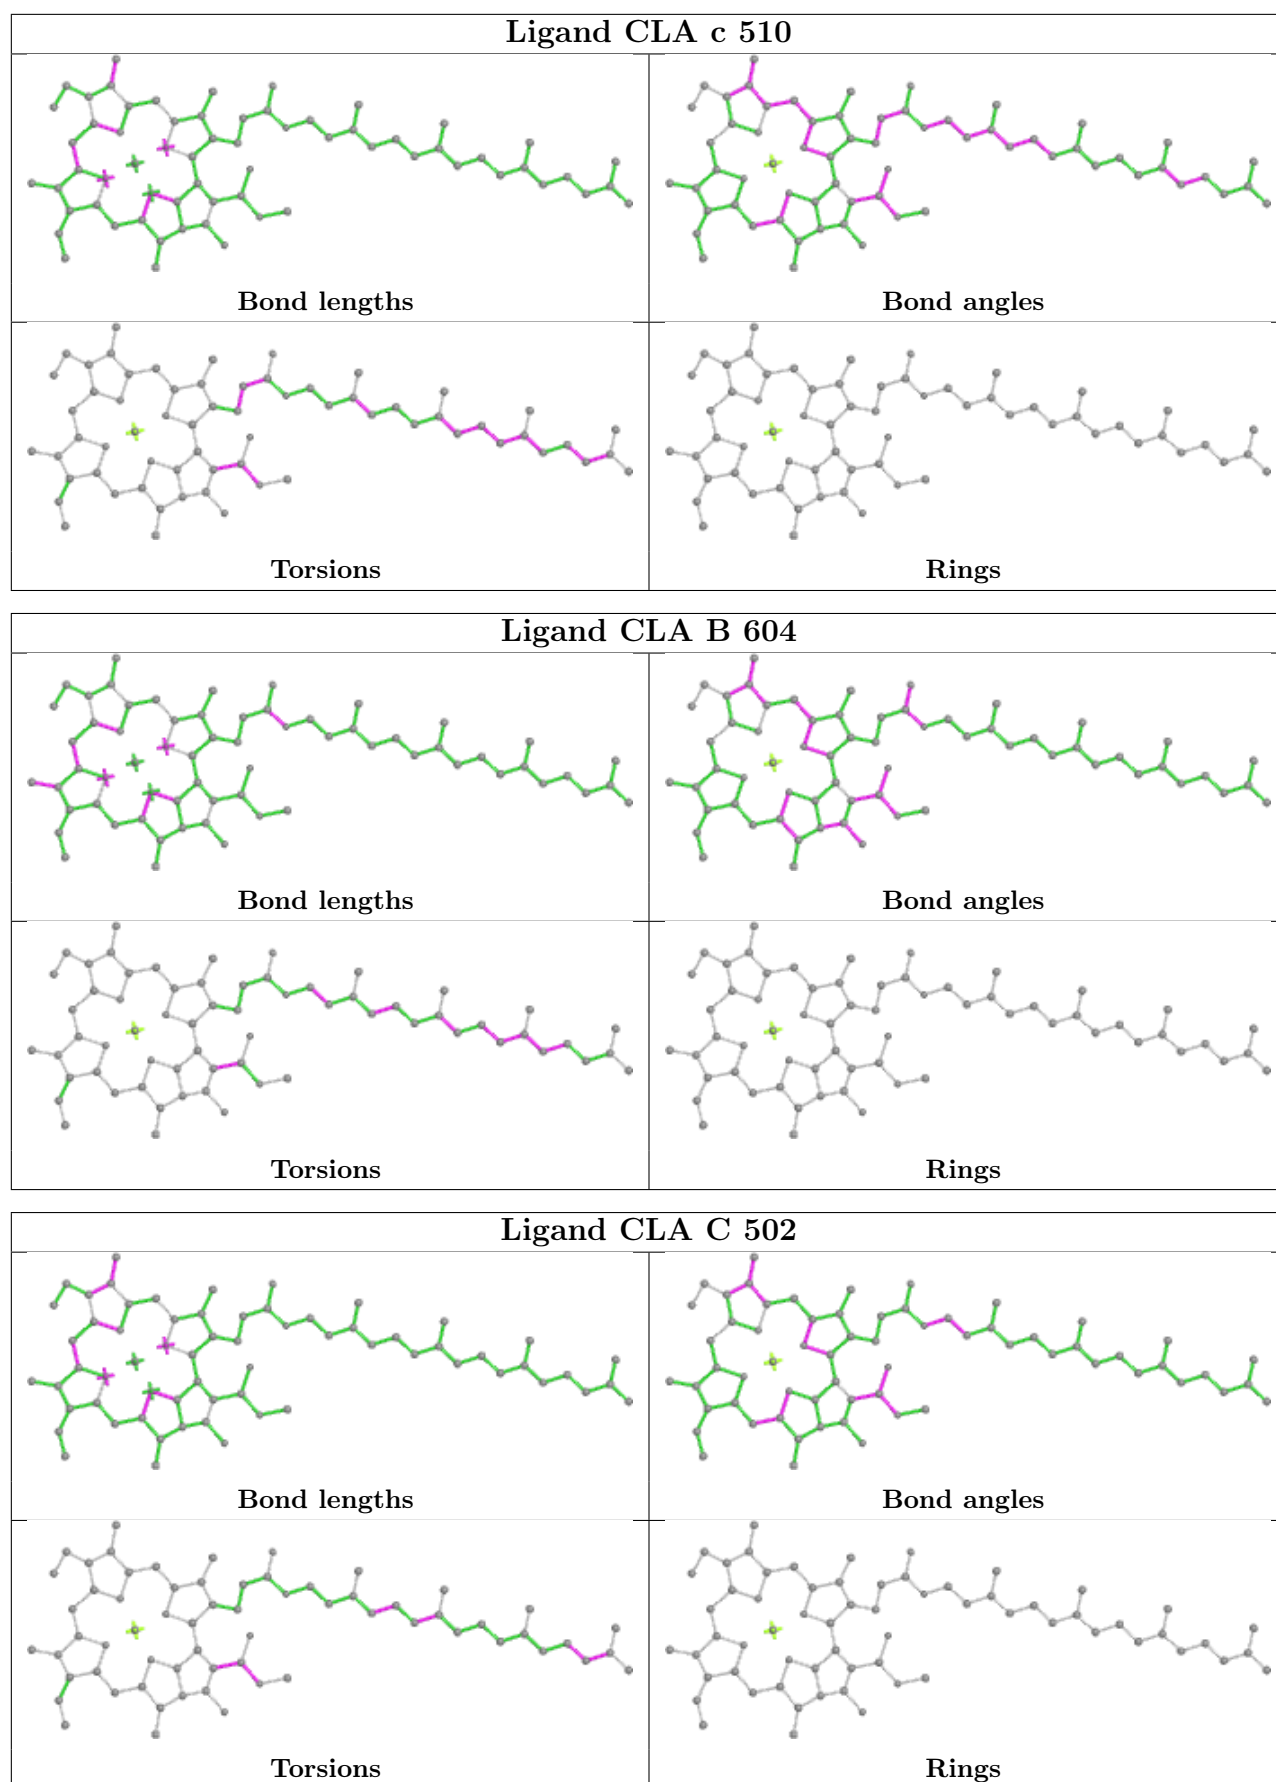 Ligand CLA c 510
Bond lengths
Bond angles
Torsions
Rings
Ligand CLA B 604
Bond lengths
Bond angles
Torsions
Rings
Ligand CLA C 502
Bond lengths
Bond angles
Torsions
Rings